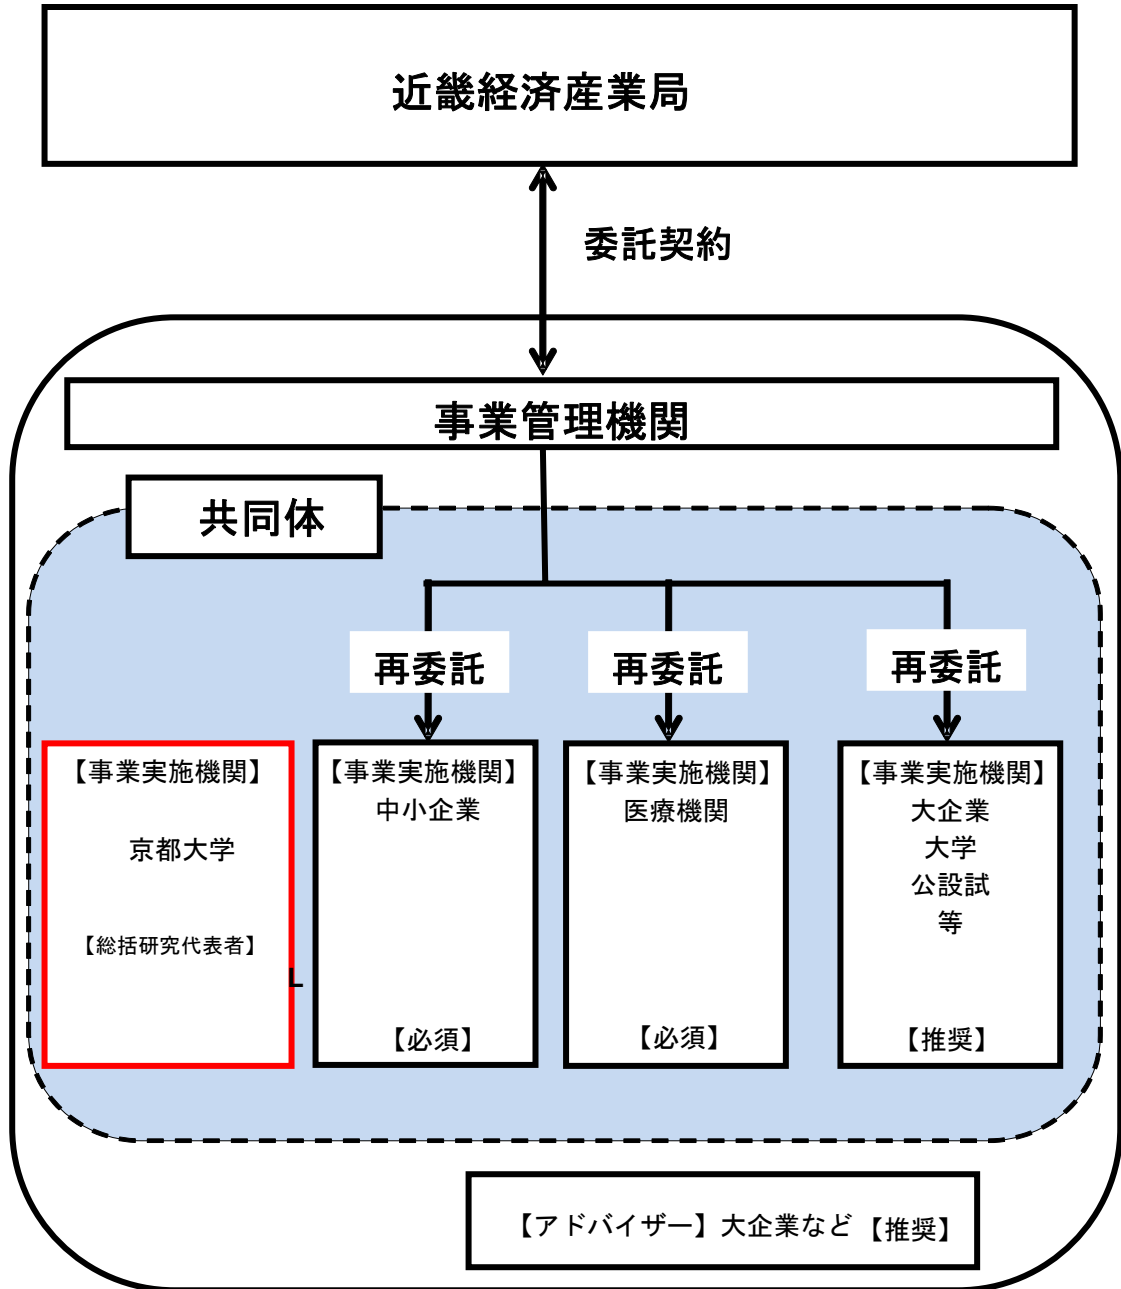 近畿経済産業局
委託契約
事業管理機関
共同体
再委託
再委託
再委託
【事業実施機関】
京都大学
【総括研究代表者】
L
【事業実施機関】
中小企業
【必須】
【事業実施機関】
医療機関
【必須】
【事業実施機関】
大企業
大学
公設試
等
【推奨】
【アドバイザー】大企業など【推奨】